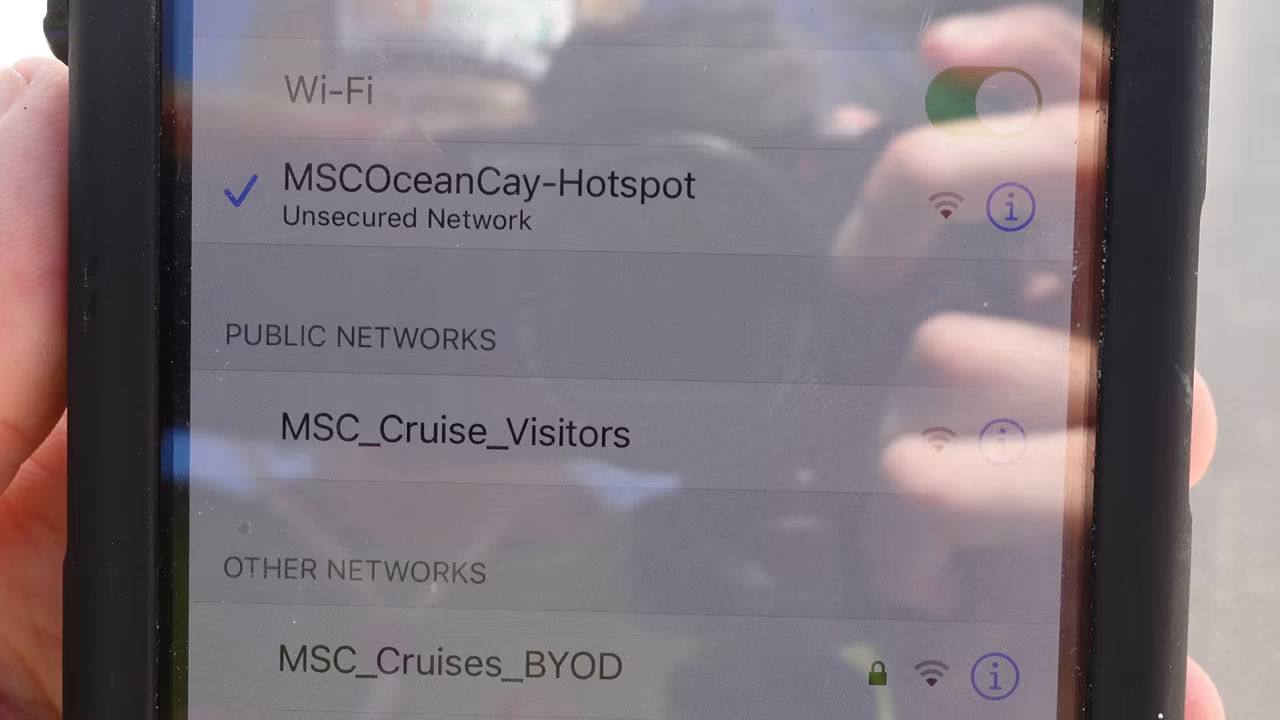 Wi-Fi
MSCOceanCay-Hotspot
Unsecured Network
PUBLIC NETWORKS
MSC_Cruise_Visitors
OTHER NETWORKS
MSC_Cruises_BYOD